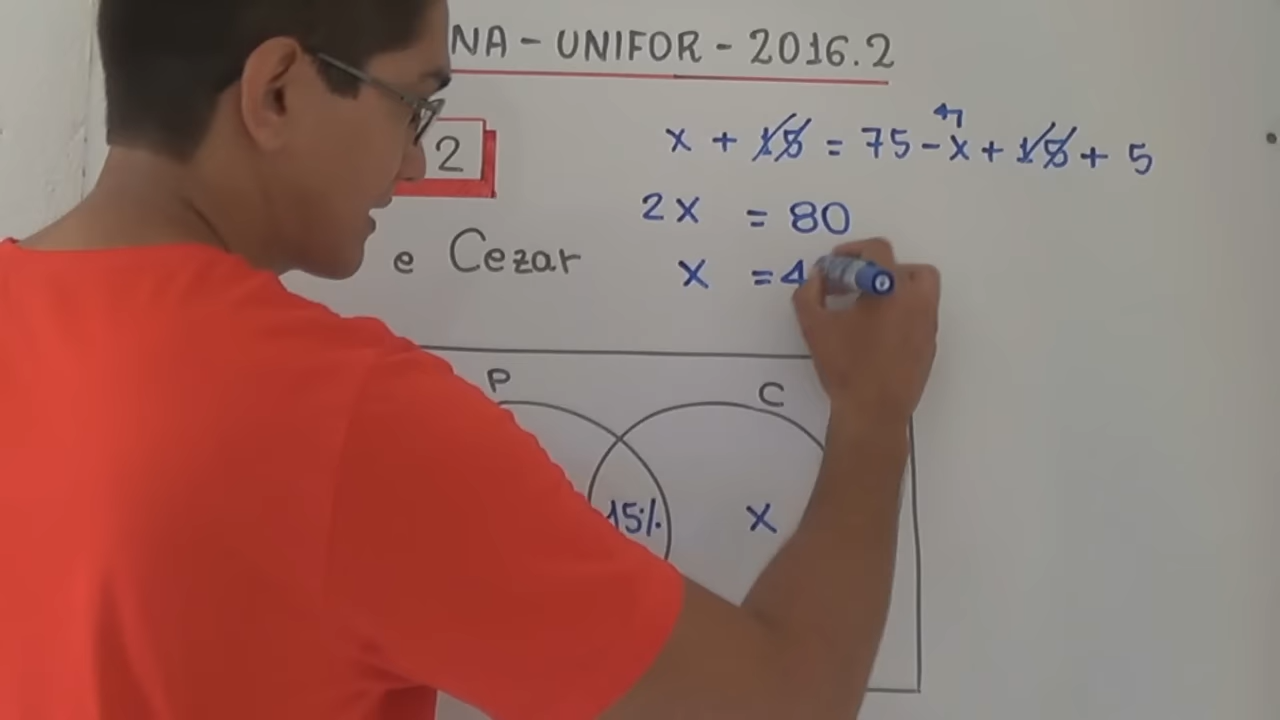 NA - UNIFOR - 2016.2
2
x + 15 = 75 - x + 15 + 5
2x = 80
e Cezar
x = 4
P
C
15%
x